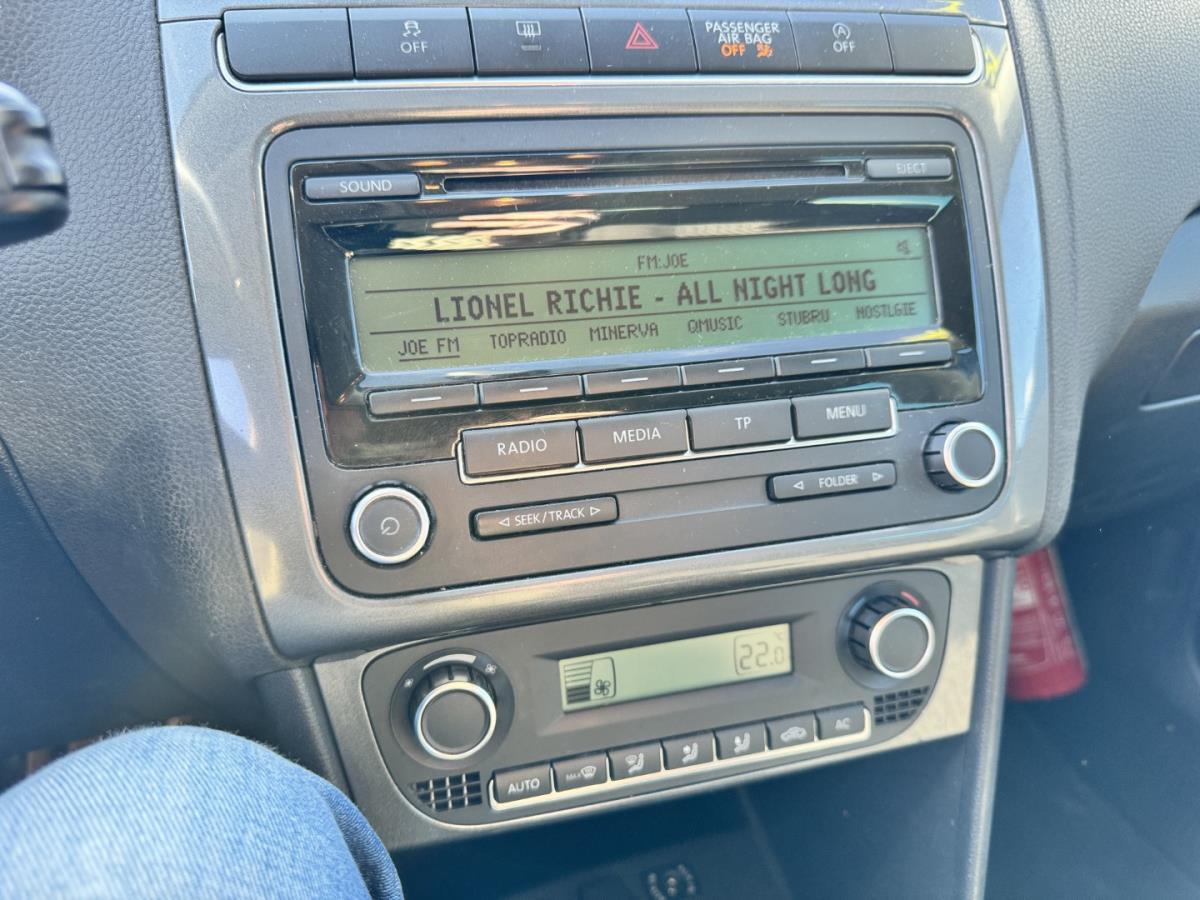 OFF
PASSENGER
AIR BAG
OFF
OFF
SOUND
EJECT
FM:JOE
LIONEL RICHIE - ALL NIGHT LONG
JOE FM TOPRADIO MINERVA QMUSIC STUBRU NOSTLGIE
RADIO MEDIA TP MENU
SEEK/TRACK FOLDER
22.0 °C
AUTO MAX AC